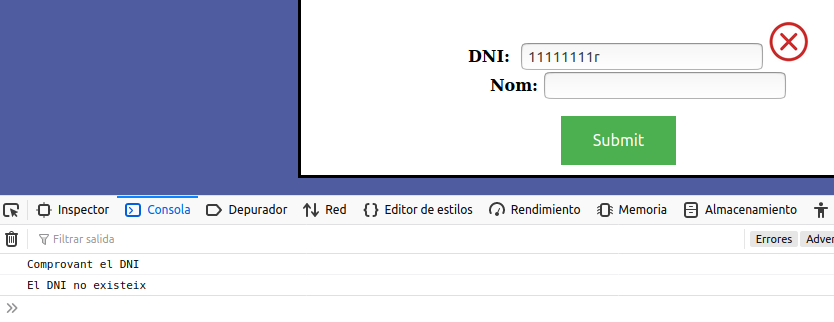 DNI: 11111111r
Nom:
Submit
Inspector Consola Depurador Red Editor de estilos Rendimiento Memoria Almacenamiento
Filtrar salida Errores Adver
Comprovant el DNI
El DNI no existeix